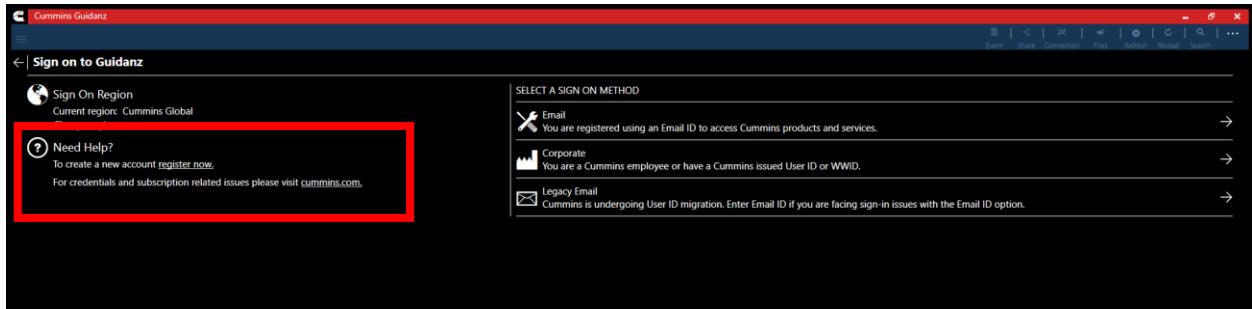 Cummins Guidanz
Event Share Connection Files Refresh Reload Search
Sign on to Guidanz
Sign On Region
Current region: Cummins Global
Need Help?
To create a new account register now.
For credentials and subscription related issues please visit cummins.com.
SELECT A SIGN ON METHOD
Email
You are registered using an Email ID to access Cummins products and services.
Corporate
You are a Cummins employee or have a Cummins issued User ID or WWID.
Legacy Email
Cummins is undergoing User ID migration. Enter Email ID if you are facing sign-in issues with the Email ID option.